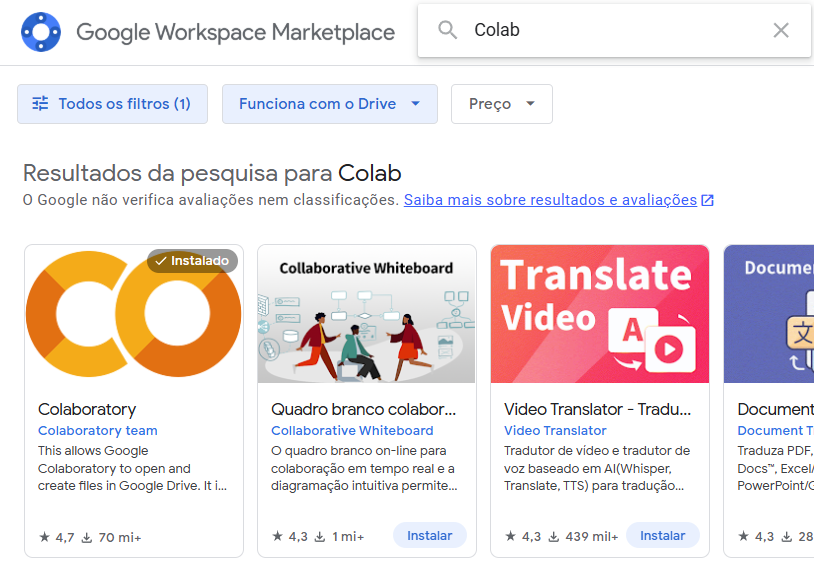 Google Workspace Marketplace
Colab
Todos os filtros (1)
Funciona com o Drive
Preço
Resultados da pesquisa para Colab
O Google não verifica avaliações nem classificações. Saiba mais sobre resultados e avaliações
Instalado
Colaboratory
Colaboratory team
This allows Google
Colaboratory to open and
create files in Google Drive. It i...
4,7 70 mi+
Collaborative Whiteboard
Quadro branco colabor...
Collaborative Whiteboard
O quadro branco on-line para
colaboração em tempo real e a
diagramação intuitiva permite...
4,3 1 mi+
Instalar
Translate
Video
A
Video Translator - Tradu...
Video Translator
Tradutor de vídeo e tradutor de
voz baseado em AI(Whisper,
Translate, TTS) para tradução...
4,3 439 mil+
Instalar
Documen
文
Document
Document T
Traduza PDF,
Docs™, Excel/
PowerPoint/G
4,3 28